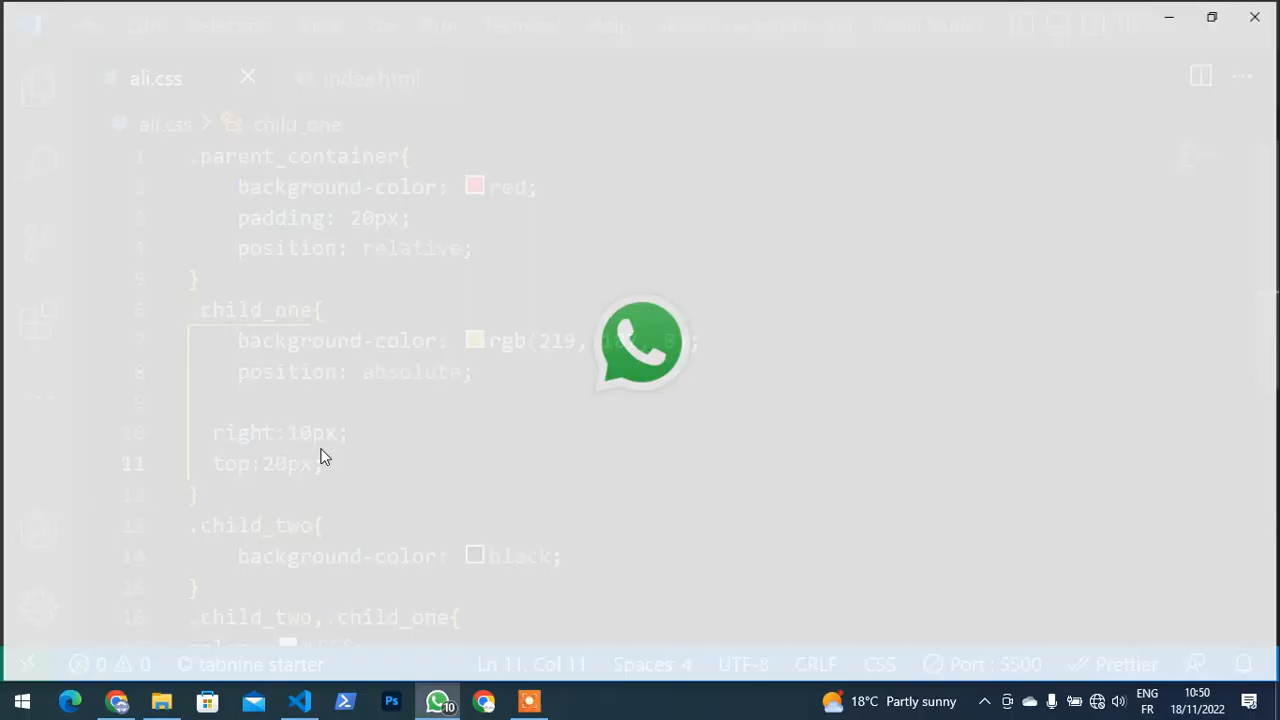 ali.css index.html
ali.css > child_one
1 .parent_container{
2 background-color: red;
3 padding: 20px;
4 position: relative;
5 }
6 .child_one{
7 background-color: rgb(219,
8 position: absolute;
9
10 right:10px;
11 top:20px;
12 }
13 .child_two{
14 background-color: black;
15 }
16 .child_two,.child_one{
0 0 tabnine starter Ln 11, Col 11 Spaces: 4 UTF-8 CRLF CSS Port : 5500 Prettier
Ps 10 18°C Partly sunny ENG 10:50
FR 18/11/2022